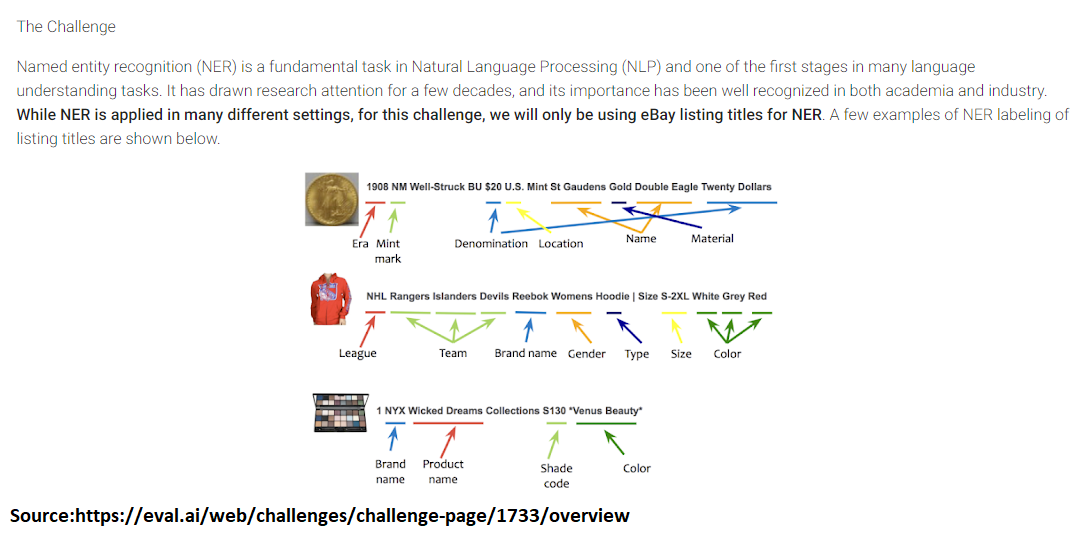 The Challenge
Named entity recognition (NER) is a fundamental task in Natural Language Processing (NLP) and one of the first stages in many language
understanding tasks. It has drawn research attention for a few decades, and its importance has been well recognized in both academia and industry.
While NER is applied in many different settings, for this challenge, we will only be using eBay listing titles for NER. A few examples of NER labeling of
listing titles are shown below.
1908 NM Well-Struck BU $20 U.S. Mint St Gaudens Gold Double Eagle Twenty Dollars
Era Mint mark Denomination Location Name Material
NHL Rangers Islanders Devils Reebok Womens Hoodie | Size S-2XL White Grey Red
League Team Brand name Gender Type Size Color
1 NYX Wicked Dreams Collections S130 *Venus Beauty*
Brand name Product name Shade code Color
Source:https://eval.ai/web/challenges/challenge-page/1733/overview